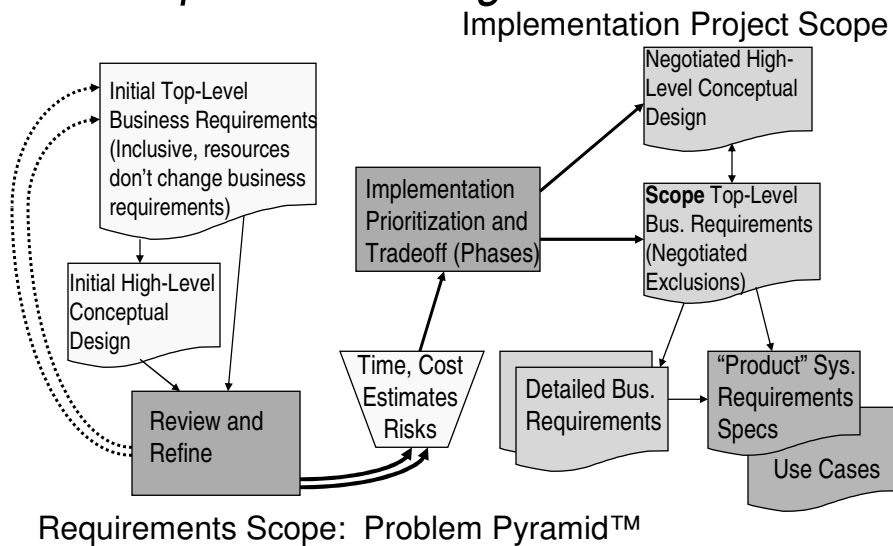 Implementation Project Scope
Initial Top-Level
Business Requirements
(Inclusive, resources
don't change business
requirements)
Initial High-Level
Conceptual
Design
Review and
Refine
Time, Cost
Estimates
Risks
Implementation
Prioritization and
Tradeoff (Phases)
Negotiated High-
Level Conceptual
Design
Scope Top-Level
Bus. Requirements
(Negotiated
Exclusions)
Detailed Bus.
Requirements
“Product” Sys.
Requirements
Specs
Use Cases
Requirements Scope: Problem Pyramid™